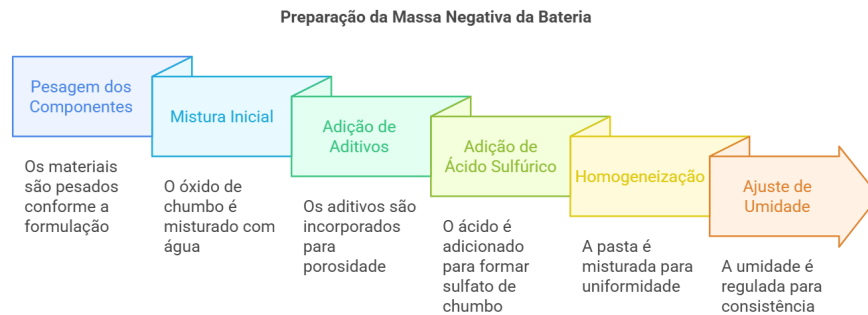 Preparação da Massa Negativa da Bateria
Pesagem dos
Componentes
Os materiais
são pesados
conforme a
formulação
Mistura Inicial
O óxido de
chumbo é
misturado com
água
Adição de
Aditivos
Os aditivos são
incorporados
para
porosidade
Adição de
Ácido Sulfúrico
O ácido é
adicionado
para formar
sulfato de
chumbo
Homogeneização
A pasta é
misturada para
uniformidade
Ajuste de
Umidade
A umidade é
regulada para
consistência